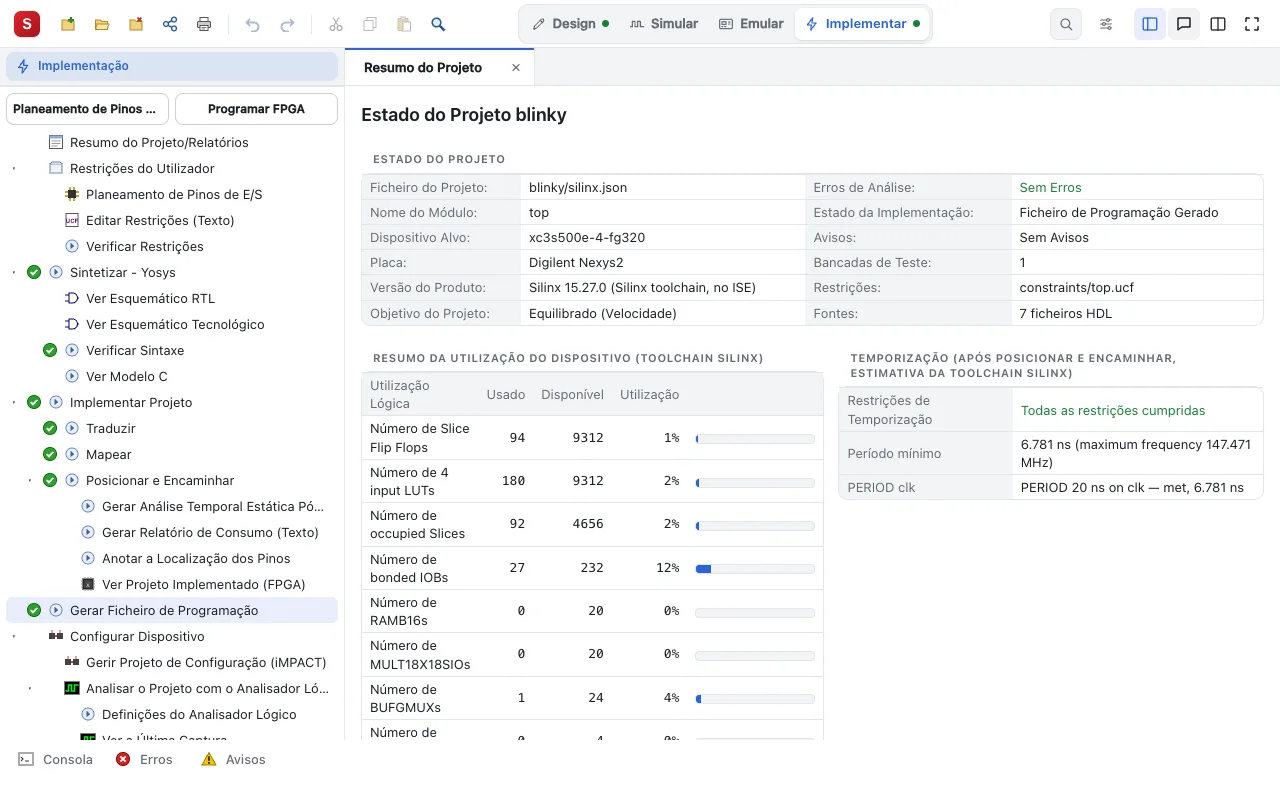 S
Design
Simular
Emular
Implementar
Implementação
Resumo do Projeto
Planeamento de Pinos ...
Programar FPGA
Resumo do Projeto/Relatórios
Restrições do Utilizador
Planeamento de Pinos de E/S
UCF
Editar Restrições (Texto)
Verificar Restrições
Sintetizar - Yosys
Ver Esquemático RTL
Ver Esquemático Tecnológico
Verificar Sintaxe
Ver Modelo C
Implementar Projeto
Traduzir
Mapear
Posicionar e Encaminhar
Gerar Análise Temporal Estática Pó...
Gerar Relatório de Consumo (Texto)
Anotar a Localização dos Pinos
Ver Projeto Implementado (FPGA)
Gerar Ficheiro de Programação
Configurar Dispositivo
Gerir Projeto de Configuração (iMPACT)
Analisar o Projeto com o Analisador Ló...
Definições do Analisador Lógico
Ver a Última Captura
Estado do Projeto blinky
ESTADO DO PROJETO
Ficheiro do Projeto: blinky/silinx.json Erros de Análise: Sem Erros
Nome do Módulo: top Estado da Implementação: Ficheiro de Programação Gerado
Dispositivo Alvo: xc3s500e-4-fg320 Avisos: Sem Avisos
Placa: Digilent Nexys2 Bancadas de Teste: 1
Versão do Produto: Silinx 15.27.0 (Silinx toolchain, no ISE) Restrições: constraints/top.ucf
Objetivo do Projeto: Equilibrado (Velocidade) Fontes: 7 ficheiros HDL
RESUMO DA UTILIZAÇÃO DO DISPOSITIVO (TOOLCHAIN SILINX)
Utilização
Lógica
Usado Disponível Utilização
Número de Slice
Flip Flops
94 9312 1%
Número de 4
input LUTs
180 9312 2%
Número de
occupied Slices
92 4656 2%
Número de
bonded IOBs
27 232 12%
Número de
RAMB16s
0 20 0%
Número de
MULT18X18SIOs
0 20 0%
Número de
BUFGMUXs
1 24 4%
Número de
0 4 0%
TEMPORIZAÇÃO (APÓS POSICIONAR E ENCAMINHAR,
ESTIMATIVA DA TOOLCHAIN SILINX)
Restrições de
Temporização
Todas as restrições cumpridas
Período mínimo
6.781 ns (maximum frequency 147.471
MHz)
PERIOD clk PERIOD 20 ns on clk — met, 6.781 ns
Consola
Erros
Avisos